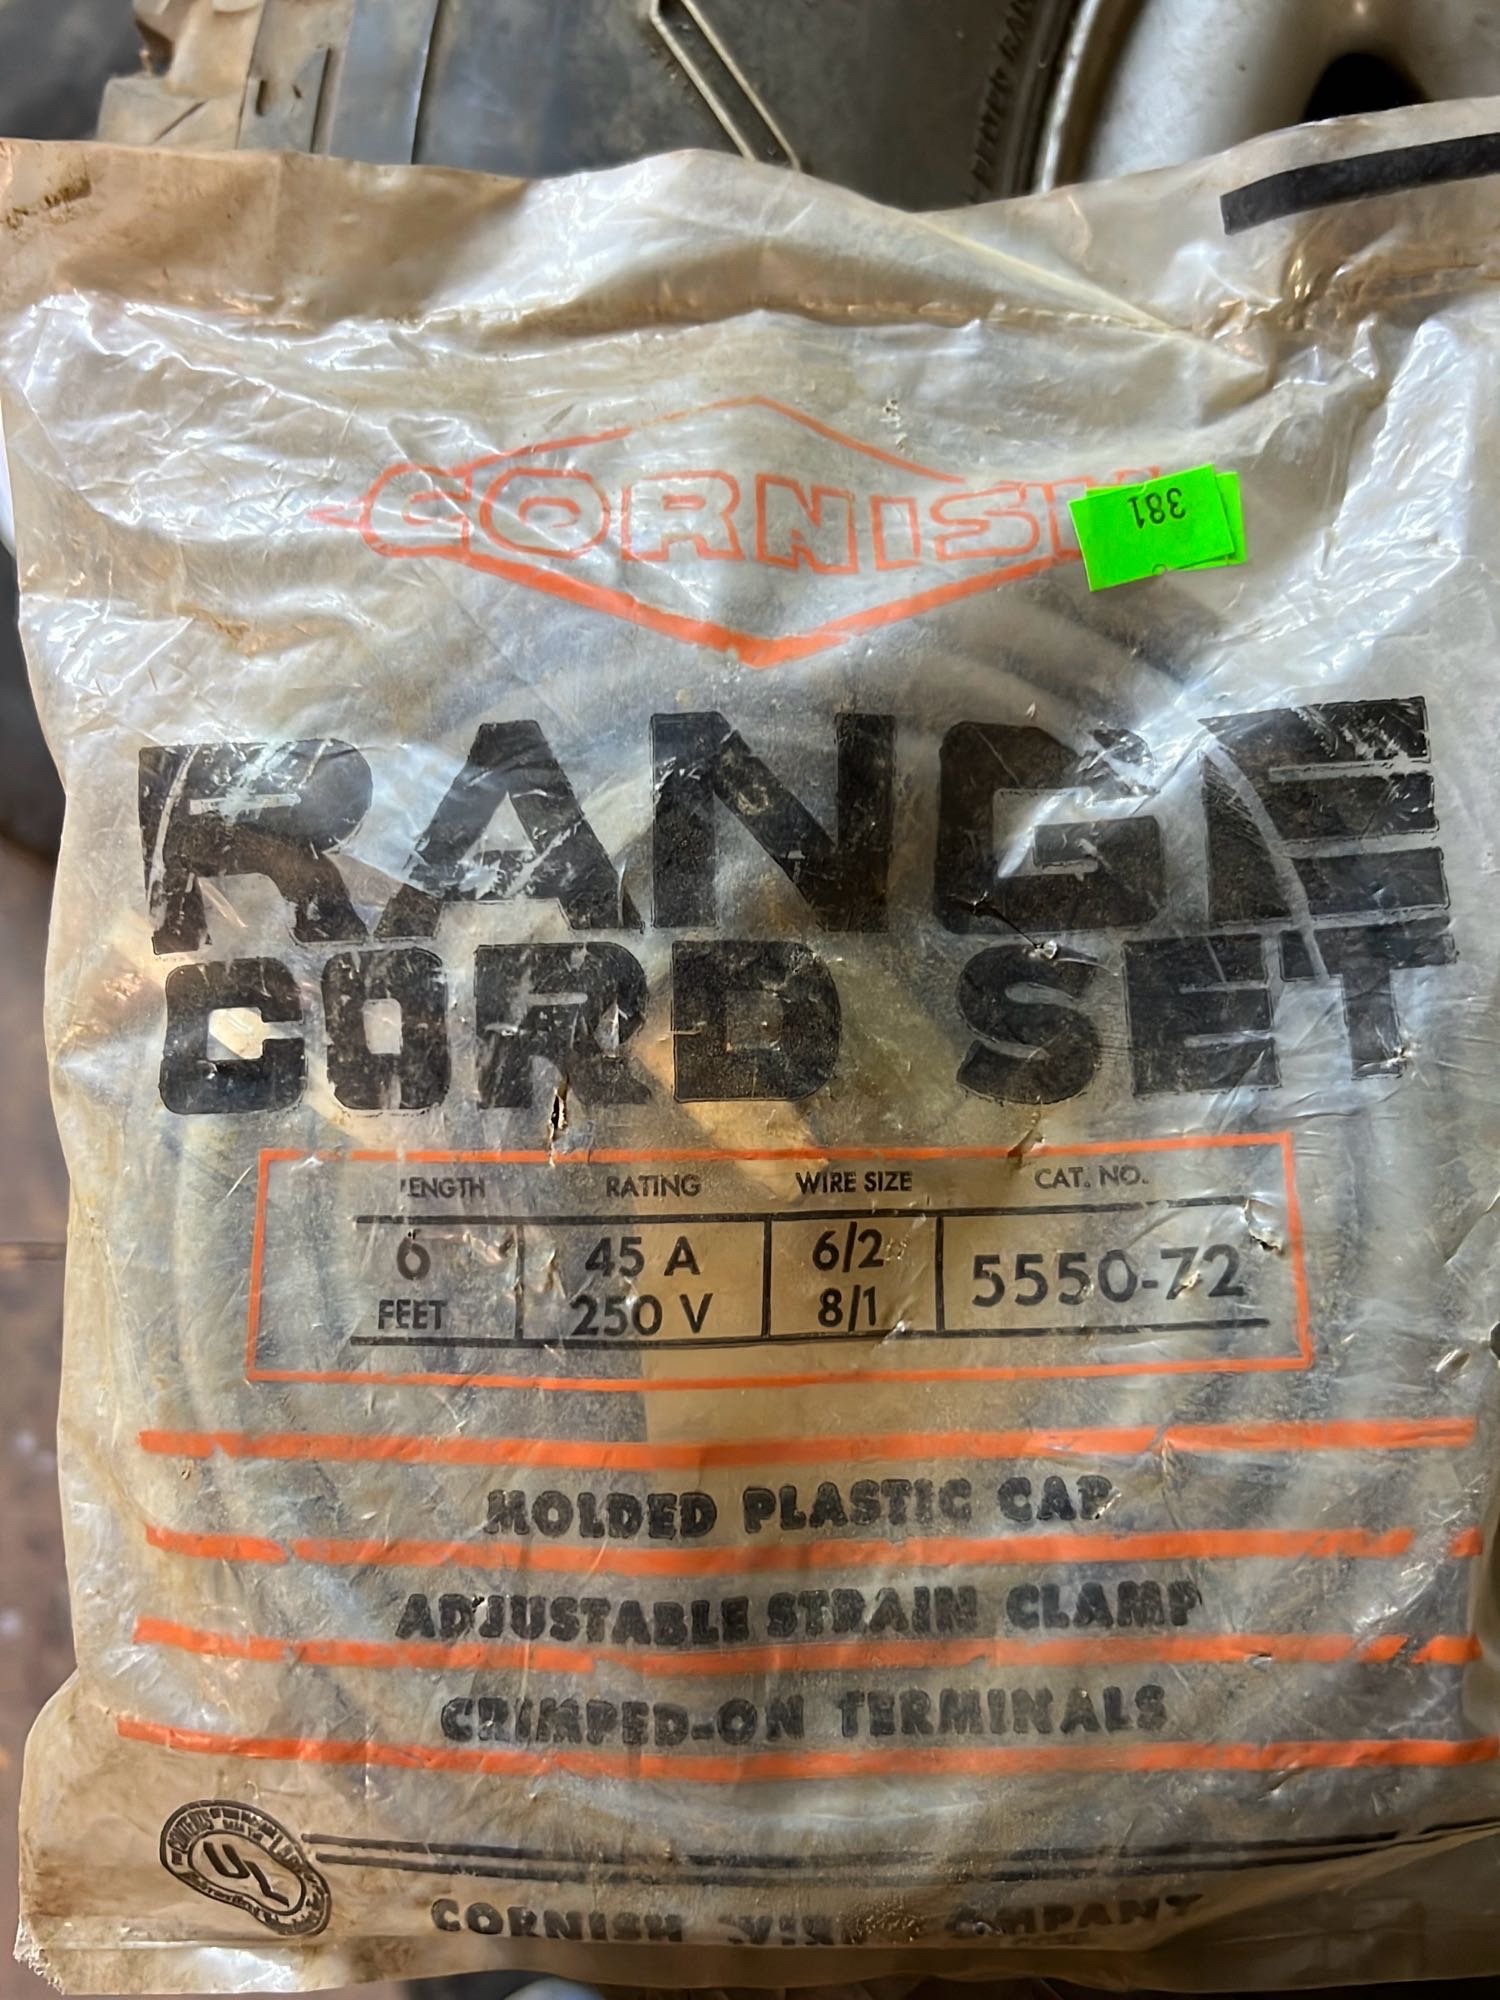 CORNISH
381
RANGE
CORD SET
LENGTH RATING WIRE SIZE CAT. NO.
6 45 A 6/2 5550-72
FEET 250 V 8/1
MOLDED PLASTIC CAP
ADJUSTABLE STRAIN CLAMP
CRIMPED-ON TERMINALS
UL
CORNISH WIRE COMPANY